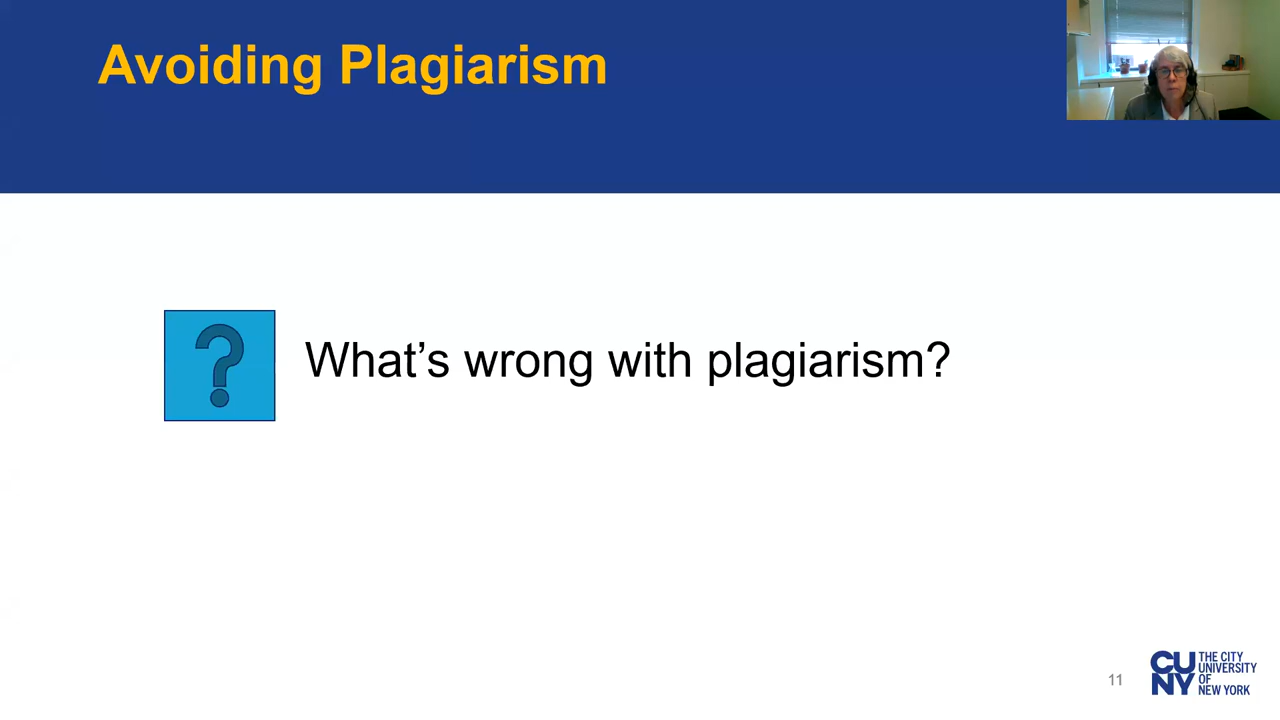 Avoiding Plagiarism
?
What’s wrong with plagiarism?
11
CU
NY
THE CITY
UNIVERSITY
OF
NEW YORK